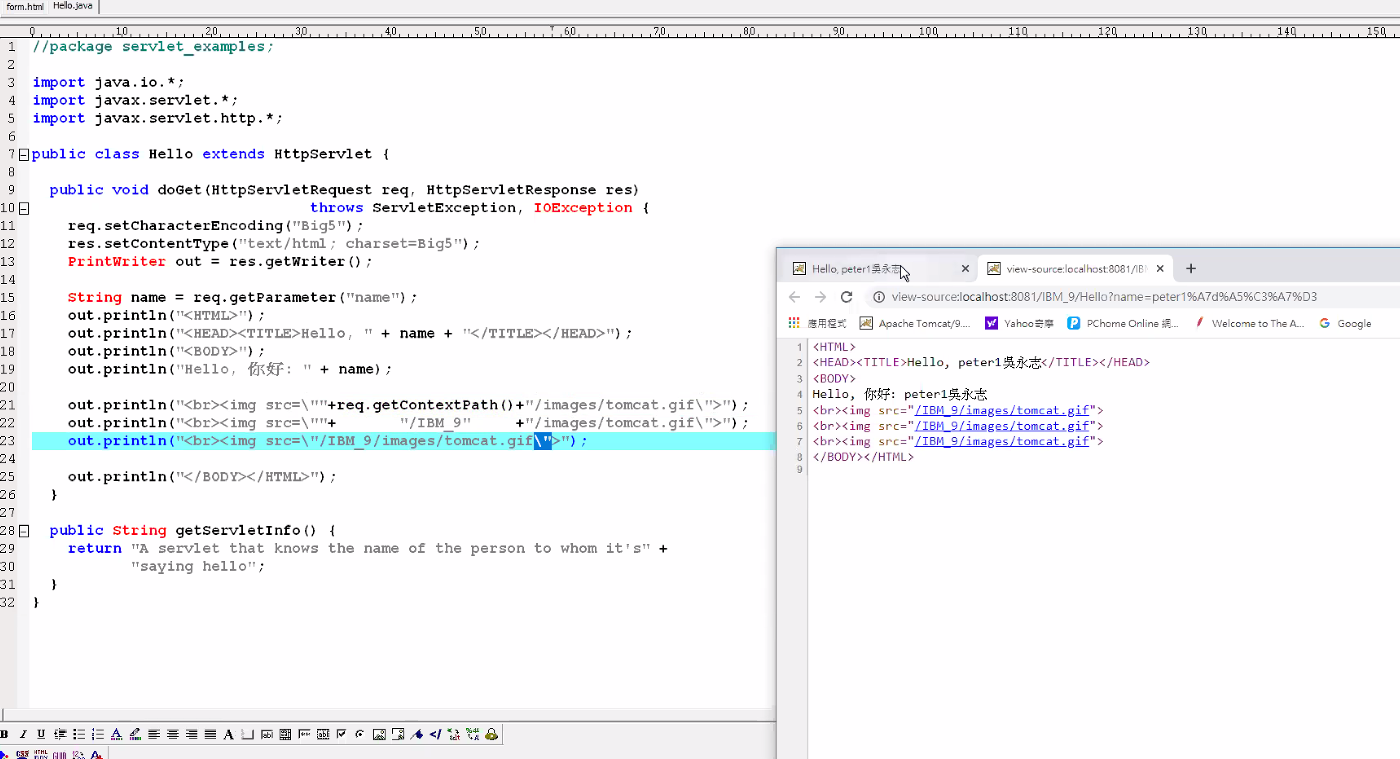 form.html Hello.java
0 10 20 30 40 50 60 70 80 90 100 110 120 130 140 150
1 //package servlet_examples;
2
3 import java.io.*;
4 import javax.servlet.*;
5 import javax.servlet.http.*;
6
7 public class Hello extends HttpServlet {
8
9 public void doGet(HttpServletRequest req, HttpServletResponse res)
10 throws ServletException, IOException {
11 req.setCharacterEncoding("Big5");
12 res.setContentType("text/html; charset=Big5");
13 PrintWriter out = res.getWriter();
14
15 String name = req.getParameter("name");
16 out.println("<HTML>");
17 out.println("<HEAD><TITLE>Hello, " + name + "</TITLE></HEAD>");
18 out.println("<BODY>");
19 out.println("Hello, 你好: " + name);
20
21 out.println("<br><img src=\""+req.getContextPath()+"/images/tomcat.gif\">");
22 out.println("<br><img src=\""+ "/IBM_9" +"/images/tomcat.gif\">");
23 out.println("<br><img src=\"/IBM_9/images/tomcat.gif\">");
24
25 out.println("</BODY></HTML>");
26 }
27
28 public String getServletInfo() {
29 return "A servlet that knows the name of the person to whom it's" +
30 "saying hello";
31 }
32 }
Hello, peter1吳永志 × view-source:localhost:8081/IB × +
view-source:localhost:8081/IBM_9/Hello?name=peter1%A7d%A5%C3%A7%D3
應用程式 Apache Tomcat/9.... Yahoo奇摩 PChome Online 網... Welcome to The A... Google
1 <HTML>
2 <HEAD><TITLE>Hello, peter1吳永志</TITLE></HEAD>
3 <BODY>
4 Hello, 你好: peter1吳永志
5 <br><img src="/IBM_9/images/tomcat.gif">
6 <br><img src="/IBM_9/images/tomcat.gif">
7 <br><img src="/IBM_9/images/tomcat.gif">
8 </BODY></HTML>
9